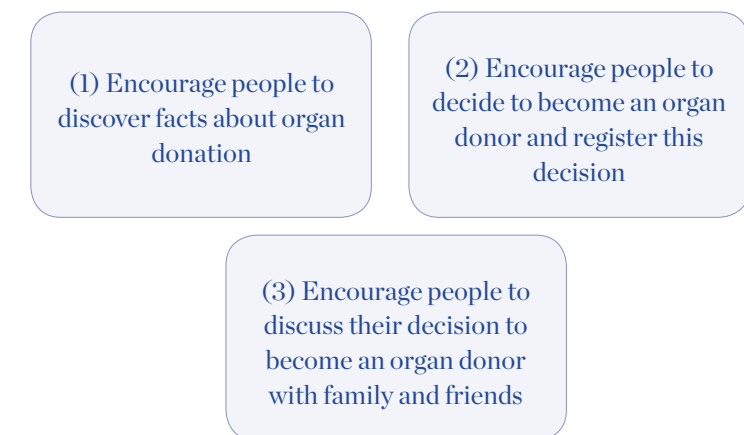 (1) Encourage people to
discover facts about organ
donation
(2) Encourage people to
decide to become an organ
donor and register this
decision
(3) Encourage people to
discuss their decision to
become an organ donor
with family and friends